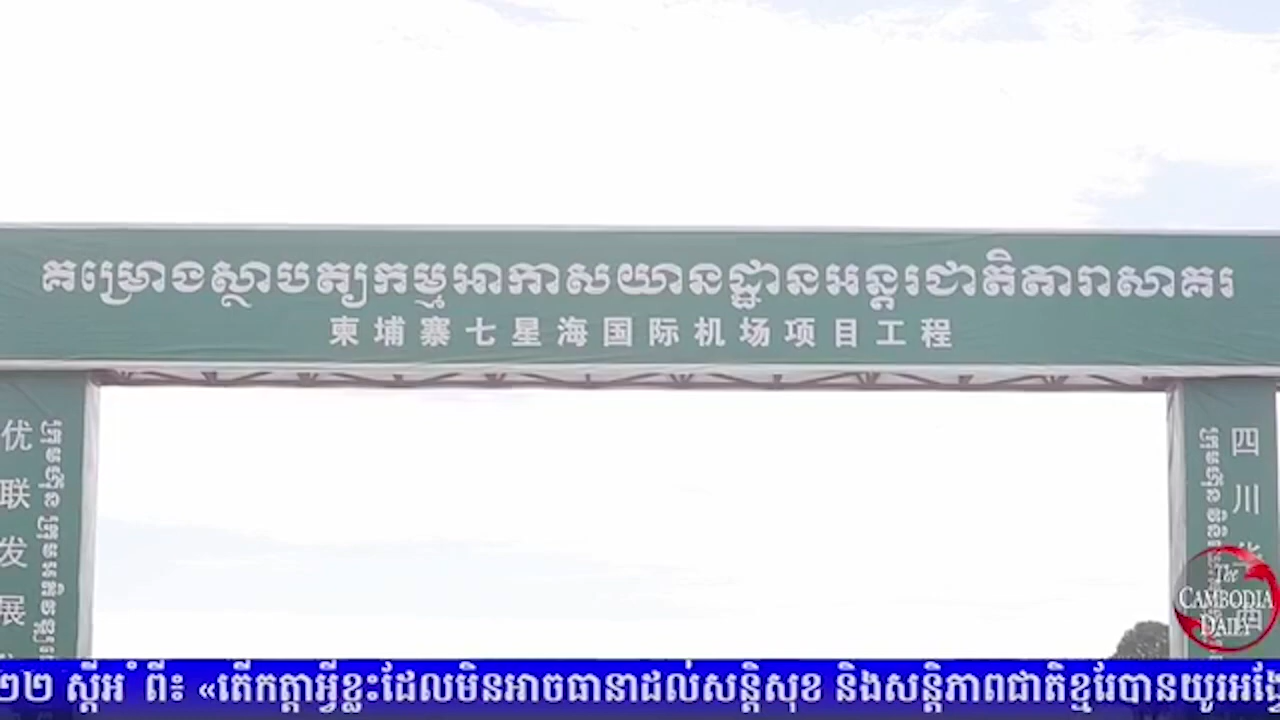 គម្រោងស្ថាបត្យកម្មអាកាសយានដ្ឋានអន្តរជាតិតារាសាគរ
柬埔寨七星海国际机场项目工程
优联发展
四川华西
The
CAMBODIA
DAILY
២២ ស្តីអំពី៖ «តើកត្តាអ្វីខ្លះដែលមិនអាចធានាដល់សន្តិសុខ និងសន្តិភាពជាតិខ្មែរបានយូរអង្វែ